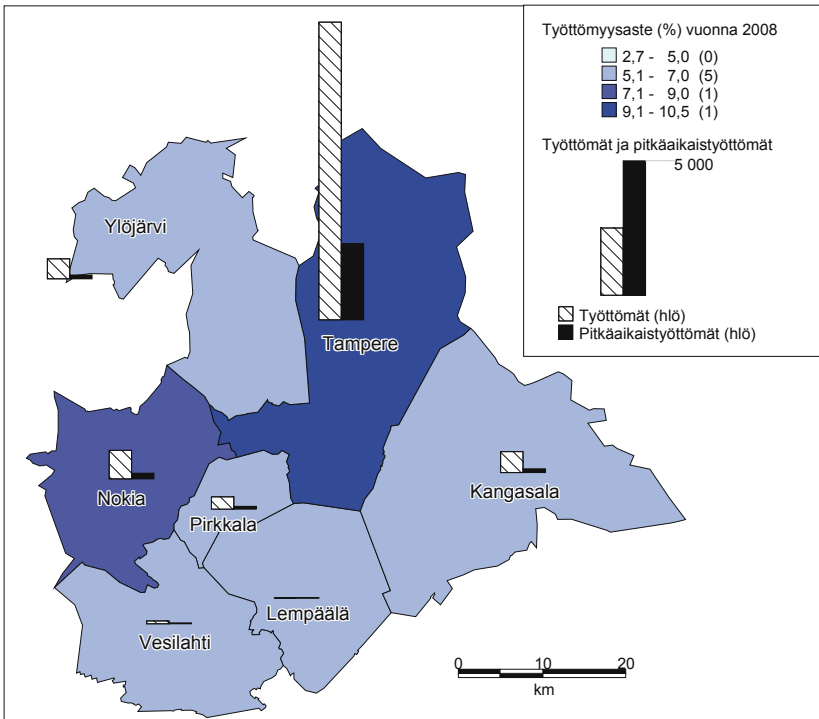 Työttömyysaste (%) vuonna 2008
2,7 - 5,0 (0)
5,1 - 7,0 (5)
7,1 - 9,0 (1)
9,1 - 10,5 (1)
Työttömät ja pitkäaikaistyöttömät
5 000
Työttömät (hlö)
Pitkäaikaistyöttömät (hlö)
Ylöjärvi
Tampere
Nokia
Kangasala
Pirkkala
Lempäälä
Vesilahti
0 10 20
km